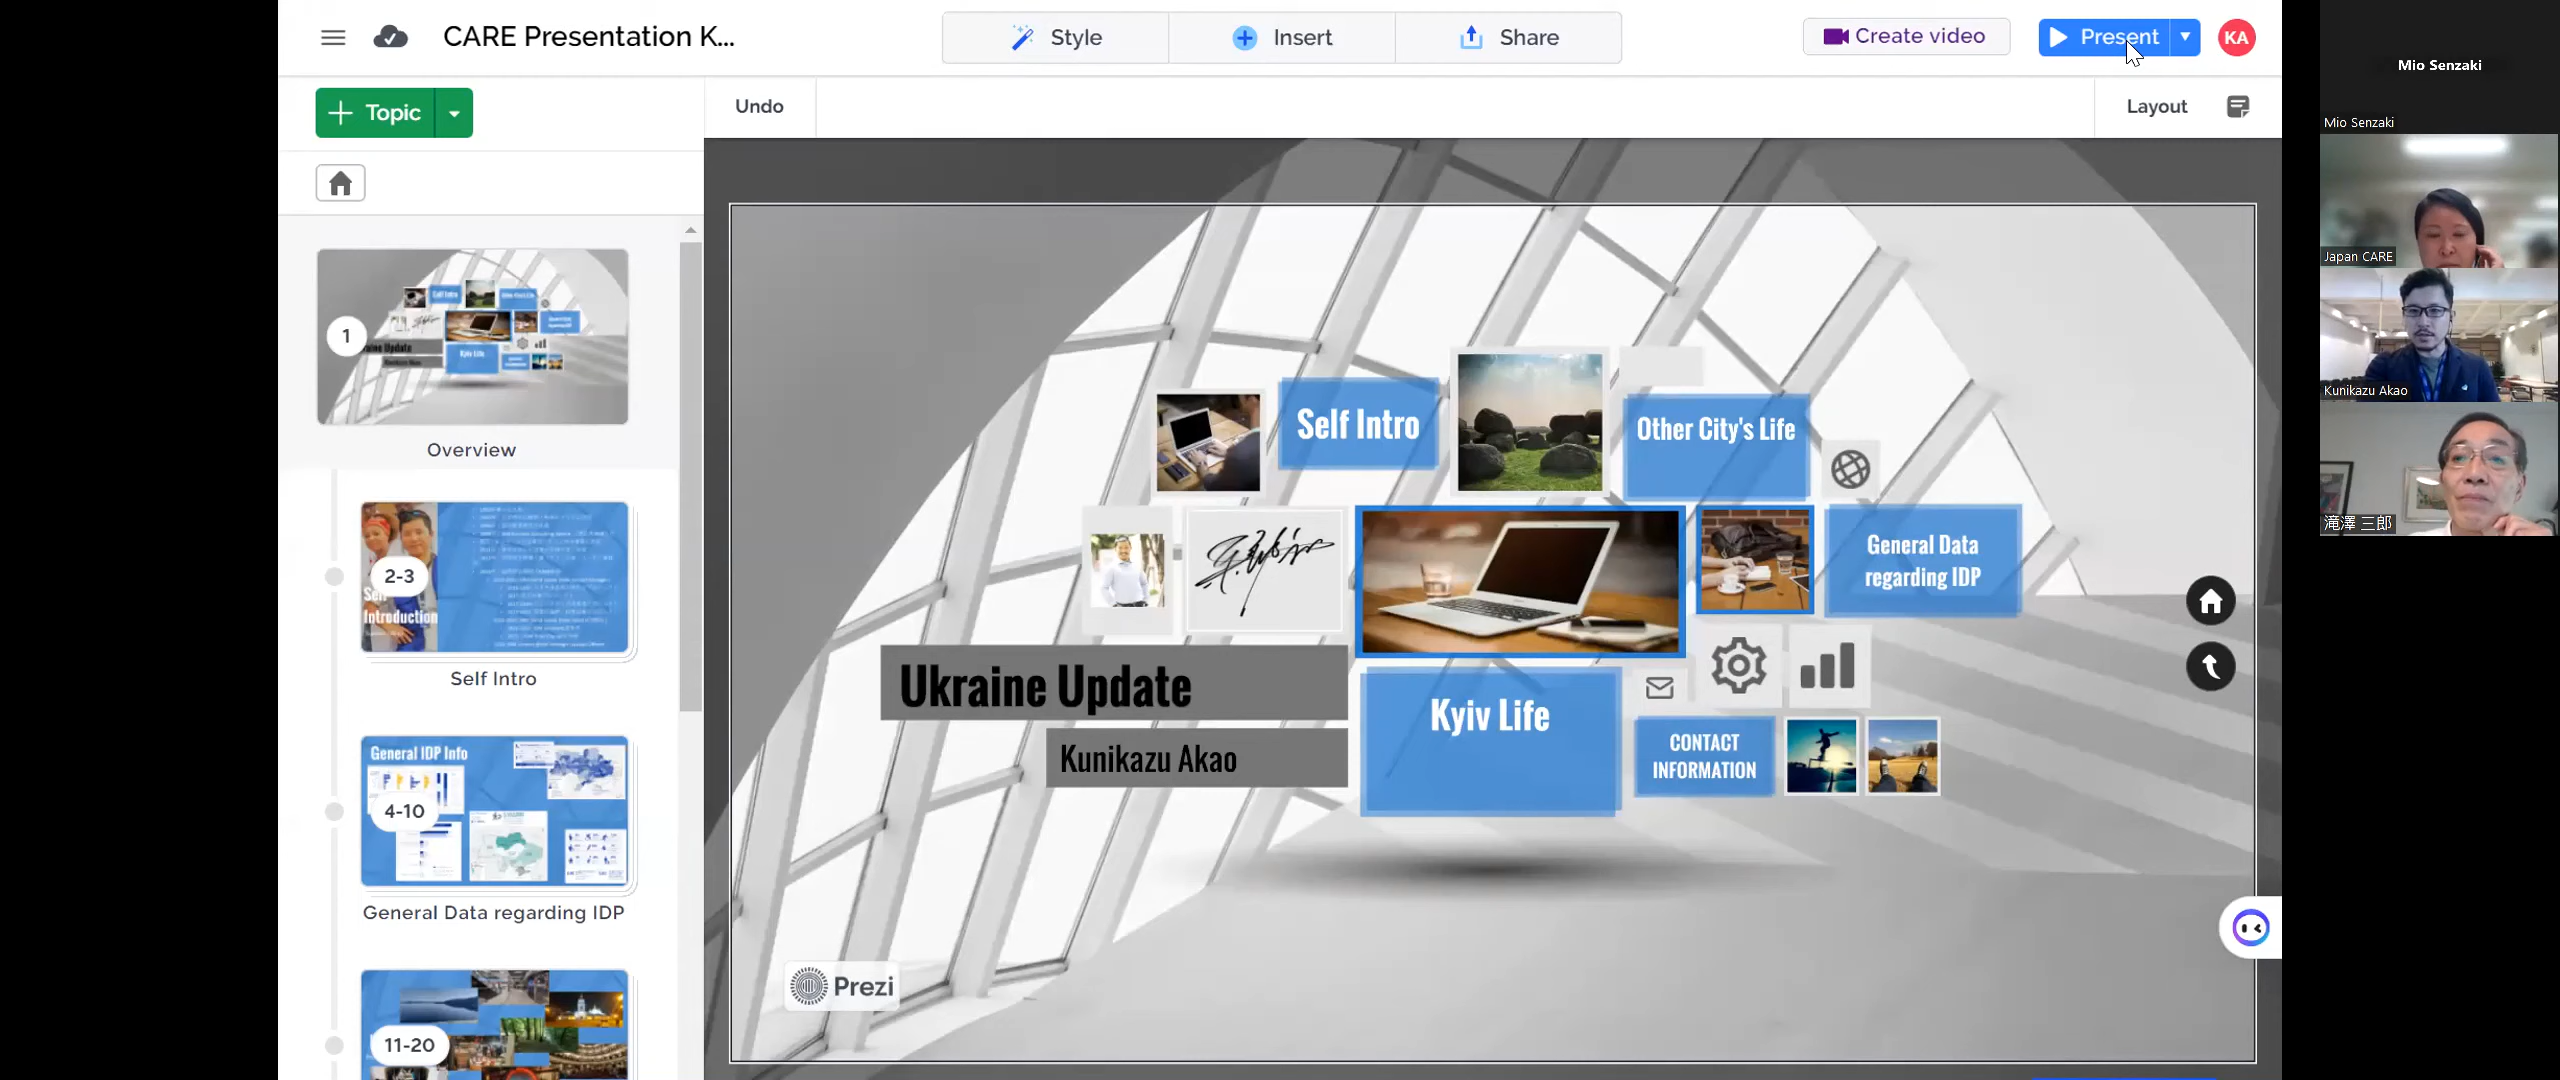 CARE Presentation K...
Style
Insert
Share
Create video
Present
KA
Topic
Undo
Layout
1
Overview
2-3
Self
Introduction
Self Intro
General IDP Info
4-10
General Data regarding IDP
11-20
Self Intro
Other City's Life
General Data
regarding IDP
Ukraine Update
Kunikazu Akao
Kyiv Life
CONTACT
INFORMATION
Prezi
Mio Senzaki
Mio Senzaki
Japan CARE
Kunikazu Akao
滝澤 三郎